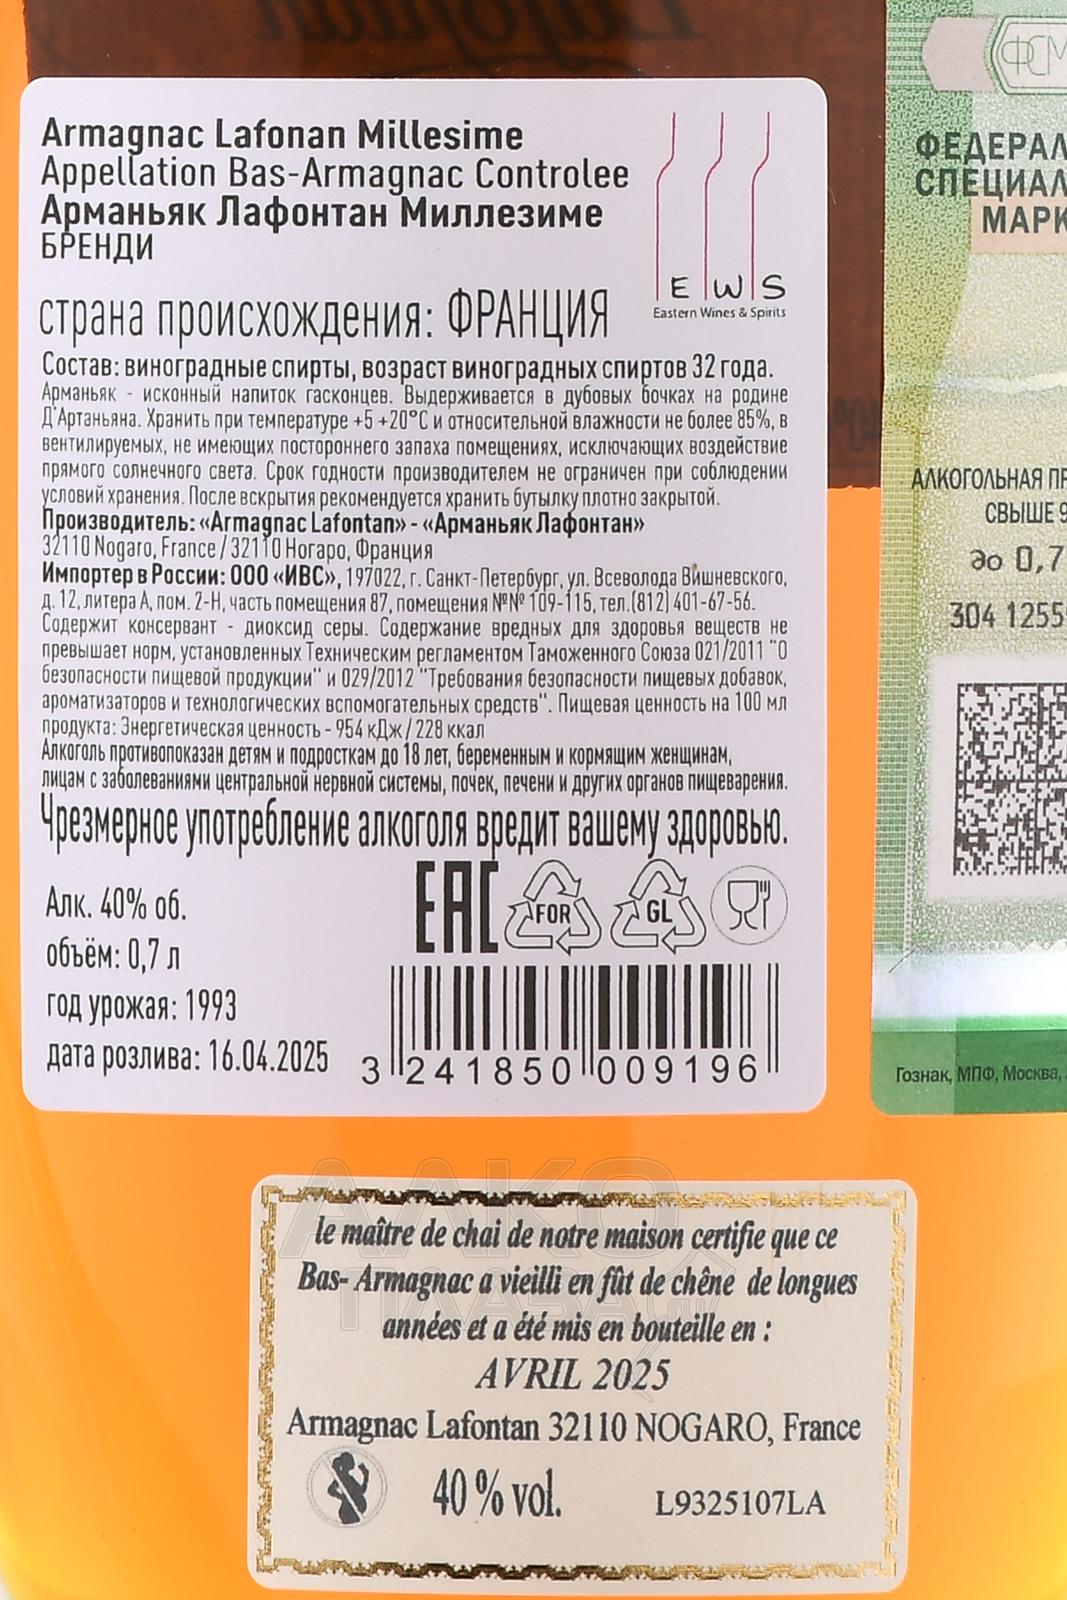 Armagnac Lafonan Millesime
Appellation Bas-Armagnac Controlee
Арманьяк Лафонтан Миллезиме
БРЕНДИ
E W S
Eastern Wines & Spirits
страна происхождения: ФРАНЦИЯ
Состав: виноградные спирты, возраст виноградных спиртов 32 года.
Арманьяк - исконный напиток гасконцев. Выдерживается в дубовых бочках на родине
Д'Артаньяна. Хранить при температуре +5 +20°С и относительной влажности не более 85%, в
вентилируемых, не имеющих постороннего запаха помещениях, исключающих воздействие
прямого солнечного света. Срок годности производителем не ограничен при соблюдении
условий хранения. После вскрытия рекомендуется хранить бутылку плотно закрытой.
Производитель: «Armagnac Lafontan» - «Арманьяк Лафонтан»
32110 Nogaro, France / 32110 Ногаро, Франция
Импортер в России: ООО «ИВС», 197022, г. Санкт-Петербург, ул. Всеволода Вишневского,
д. 12, литера А, пом. 2-Н, часть помещения 87, помещения №№ 109-115, тел.(812) 401-67-56.
Содержит консервант - диоксид серы. Содержание вредных для здоровья веществ не
превышает норм, установленных Техническим регламентом Таможенного Союза 021/2011 "О
безопасности пищевой продукции" и 029/2012 "Требования безопасности пищевых добавок,
ароматизаторов и технологических вспомогательных средств". Пищевая ценность на 100 мл
продукта: Энергетическая ценность - 954 кДж / 228 ккал
Алкоголь противопоказан детям и подросткам до 18 лет, беременным и кормящим женщинам,
лицам с заболеваниями центральной нервной системы, почек, печени и других органов пищеварения.
Чрезмерное употребление алкоголя вредит вашему здоровью.
Алк. 40% об.
объём: 0,7 л
год урожая: 1993
дата розлива: 16.04.2025
EAC
FOR
GL
3 241850 009196
ФСМ
ФЕДЕРАЛ
СПЕЦИАЛ
МАРК
АЛКОГОЛЬНАЯ ПР
СВЫШЕ 9
до 0,7
304 1255
Гознак, МПФ, Москва,
le maître de chai de notre maison certifie que ce
Bas- Armagnac a vieilli en fût de chêne de longues
années et a été mis en bouteille en :
AVRIL 2025
Armagnac Lafontan 32110 NOGARO, France
40 % vol.
L9325107LA
АЛКО
ПЛАЗА